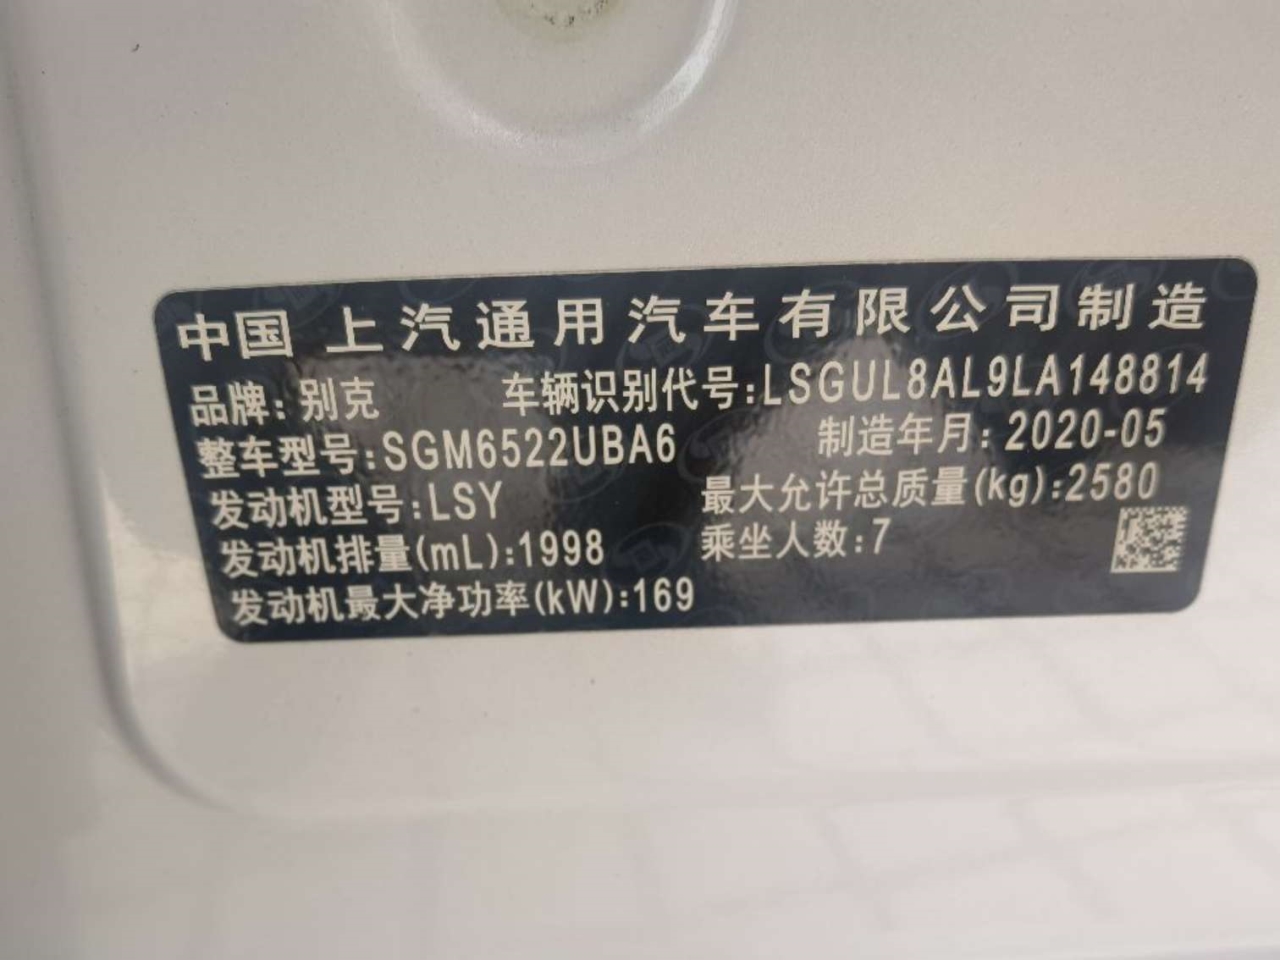 中国 上汽通用汽车有限公司制造
品牌:别克 车辆识别代号:LSGUL8AL9LA148814
整车型号:SGM6522UBA6 制造年月:2020-05
发动机型号:LSY 最大允许总质量(kg):2580
发动机排量(mL):1998 乘坐人数:7
发动机最大净功率(kW):169